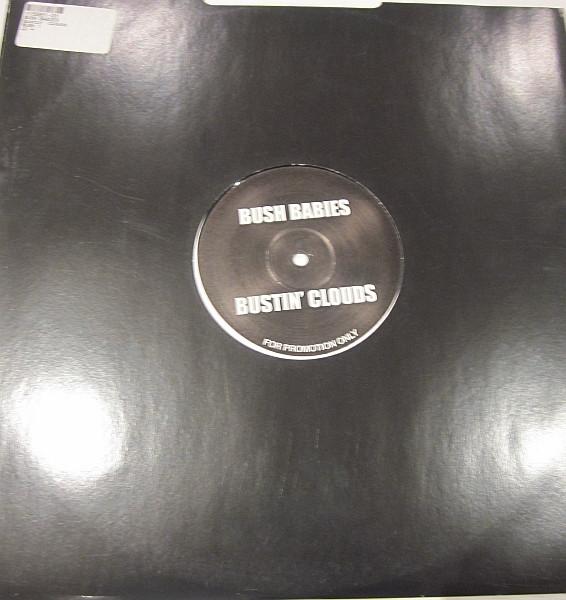 BUSH BABIES
BUSTIN' CLOUDS
FOR PROMOTION ONLY